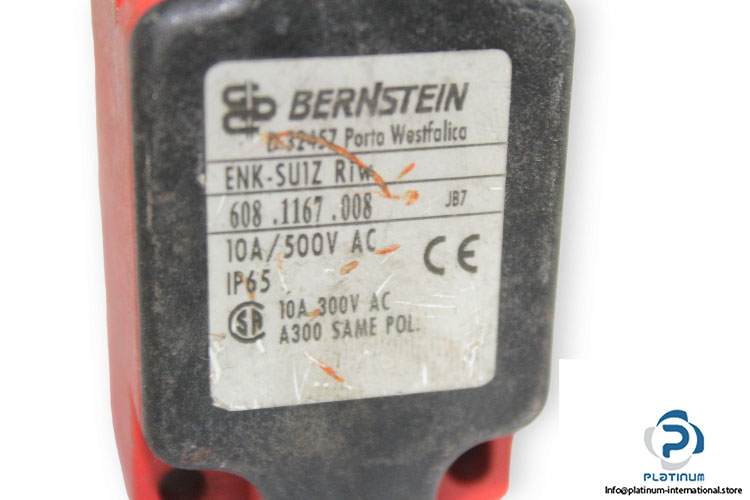 BERNSTEIN
D-32457 Porta Westfalica
ENK-SU1Z Riw
608.1167.008 JB7
10A/500V AC
IP65
CE
10A 300V AC
A300 SAME POL.
SA
P
PLATINUM
Info@platinum-international.store